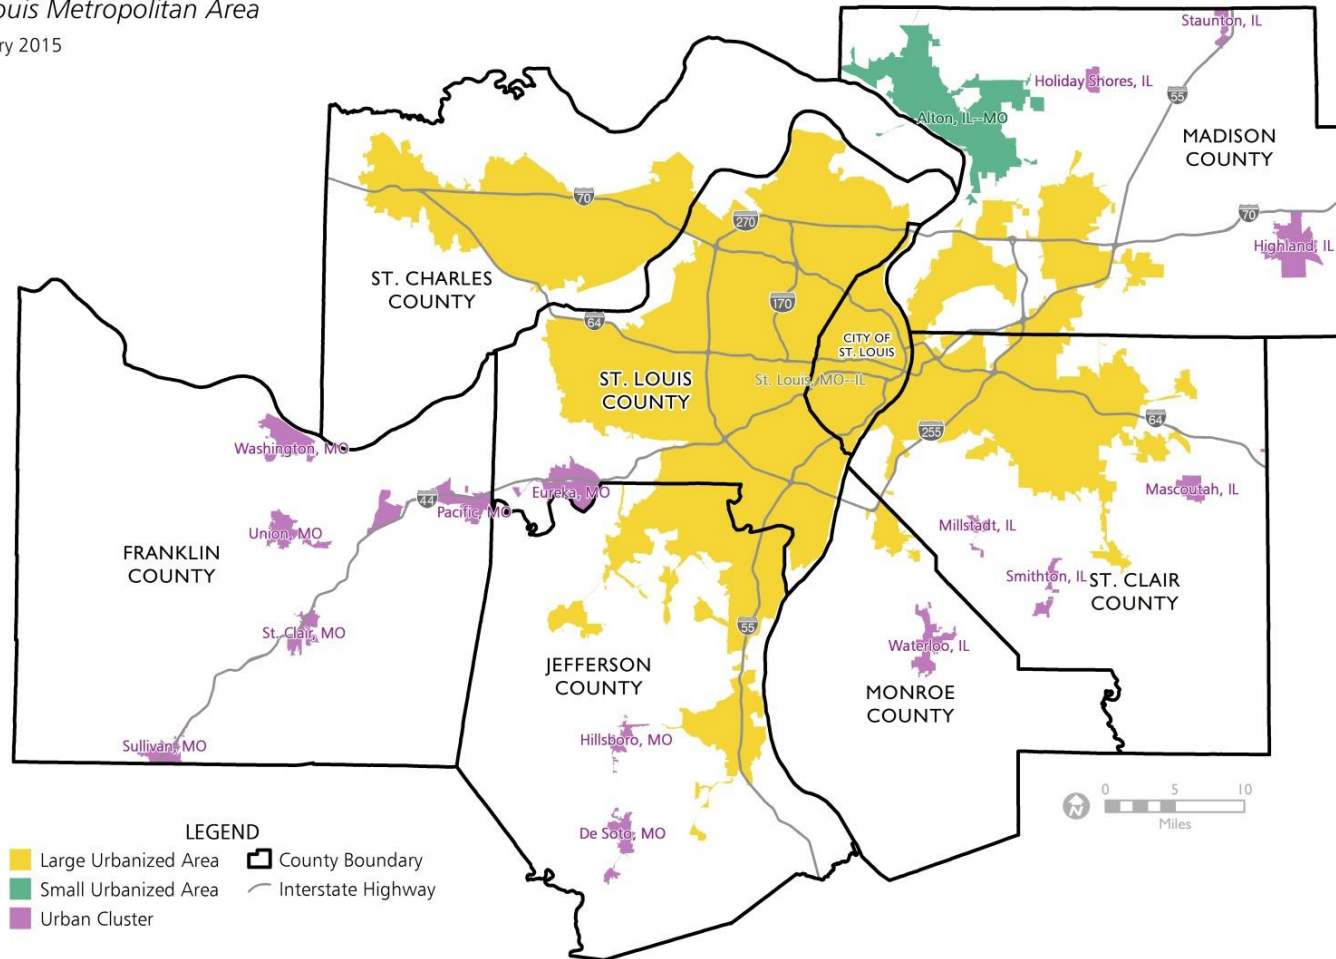 ouis Metropolitan Area
ry 2015
Staunton, IL
Holiday Shores, IL
55
Alton, IL--MO
MADISON
COUNTY
70
270
70
Highland, IL
ST. CHARLES
COUNTY
170
64
CITY OF
ST. LOUIS
ST. LOUIS
COUNTY
St. Louis, MO--IL
64
255
Washington, MO
Eureka, MO
Mascoutah, IL
44
Pacific, MO
Union, MO
Millstadt, IL
FRANKLIN
COUNTY
Smithton, IL
ST. CLAIR
COUNTY
St. Clair, MO
55
Waterloo, IL
JEFFERSON
COUNTY
MONROE
COUNTY
Sullivan, MO
Hillsboro, MO
De Soto, MO
N
0 5 10
Miles
LEGEND
Large Urbanized Area
County Boundary
Small Urbanized Area
Interstate Highway
Urban Cluster